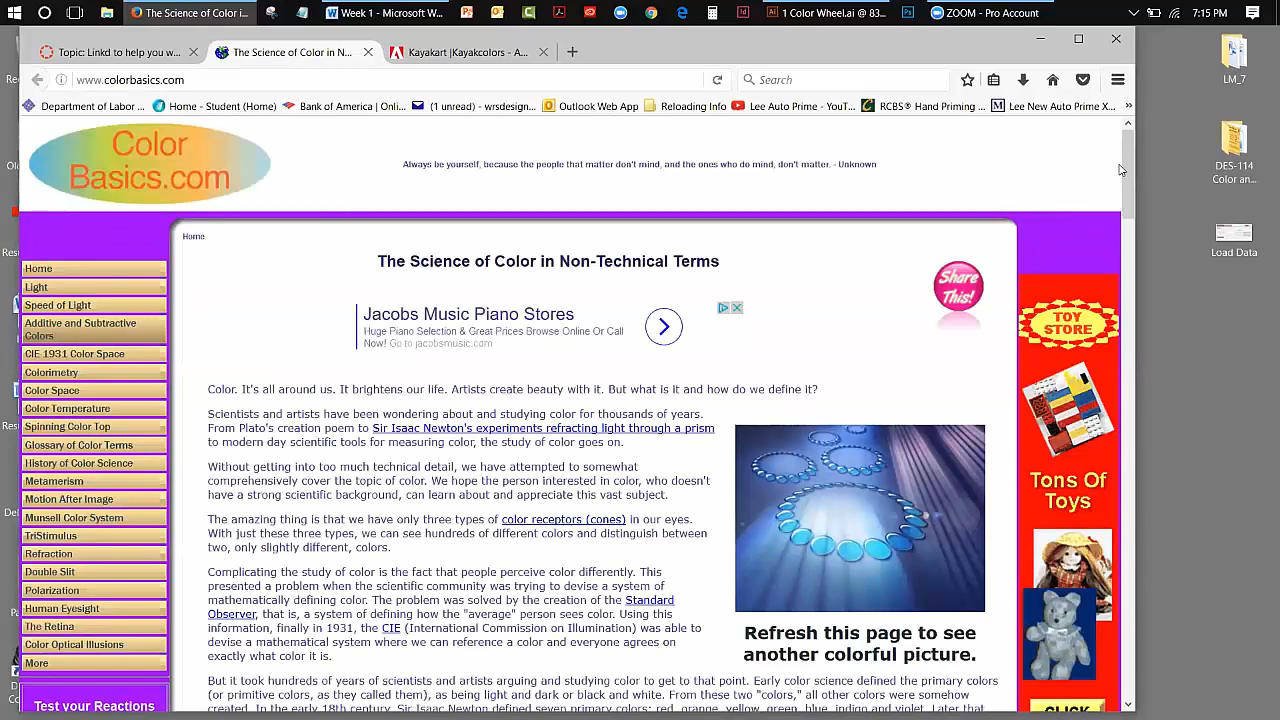 The Science of Color i...
Week 1 - Microsoft W...
1 Color Wheel.ai @ 83...
ZOOM - Pro Account
7:15 PM
Topic: Linkd to help you w...
The Science of Color in N...
Kayakart |Kayakcolors - A...
www.colorbasics.com
Search
Department of Labor ...
Home - Student (Home)
Bank of America | Onli...
(1 unread) - wrsdesign...
Outlook Web App
Reloading Info
Lee Auto Prime - YouT...
RCBS® Hand Priming ...
Lee New Auto Prime X...
LM_7
DES-114
Color an...
Load Data
Color
Basics.com
Always be yourself, because the people that matter don't mind, and the ones who do mind, don't matter. - Unknown
Home
The Science of Color in Non-Technical Terms
Share
This!
Jacobs Music Piano Stores
Huge Piano Selection & Great Prices Browse Online Or Call
Now! Go to jacobsmusic.com
Home
Light
Speed of Light
Additive and Subtractive
Colors
CIE 1931 Color Space
Colorimetry
Color Space
Color Temperature
Spinning Color Top
Glossary of Color Terms
History of Color Science
Metamerism
Motion After Image
Munsell Color System
TriStimulus
Refraction
Double Slit
Polarization
Human Eyesight
The Retina
Color Optical Illusions
More
Test your Reactions
Color. It's all around us. It brightens our life. Artists create beauty with it. But what is it and how do we define it?
Scientists and artists have been wondering about and studying color for thousands of years.
From Plato's creation poem to Sir Isaac Newton's experiments refracting light through a prism
to modern day scientific tools for measuring color, the study of color goes on.
Without getting into too much technical detail, we have attempted to somewhat
comprehensively cover the topic of color. We hope the person interested in color, who doesn't
have a strong scientific background, can learn about and appreciate this vast subject.
The amazing thing is that we have only three types of color receptors (cones) in our eyes.
With just these three types, we can see hundreds of different colors and distinguish between
two, only slightly different, colors.
Complicating the study of color is the fact that people perceive color differently. This
presented a problem when the scientific community was trying to devise a system of
mathematically defining color. The problem was solved by the creation of the Standard
Observer, that is, a system of defining how the "average" person sees color. Using this
information, finally in 1931, the CIE (International Commission on Illumination) was able to
devise a mathematical system where we can reference a color and everyone agrees on
exactly what color it is.
But it took hundreds of years of scientists and artists arguing and studying color to get to that point. Early color science defined the primary colors
(or primitive colors, as they called them), as being light and dark or black and white. From these two "colors," all other colors were somehow
created. In the early 18th century, Sir Isaac Newton defined seven primary colors: red, orange, yellow, green, blue, indigo and violet. Later that
Refresh this page to see
another colorful picture.
TOY
STORE
Tons Of
Toys
CLICK